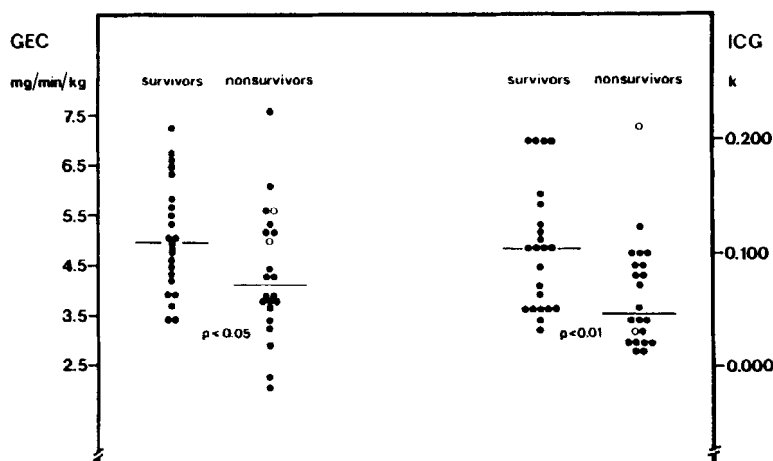 GEC
ICG
mg/min/kg
survivors
nonsurvivors
survivors
nonsurvivors
k
7.5
6.5
5.5
4.5
3.5
2.5
0.200
0.100
0.000
p<0.05
p<0.01